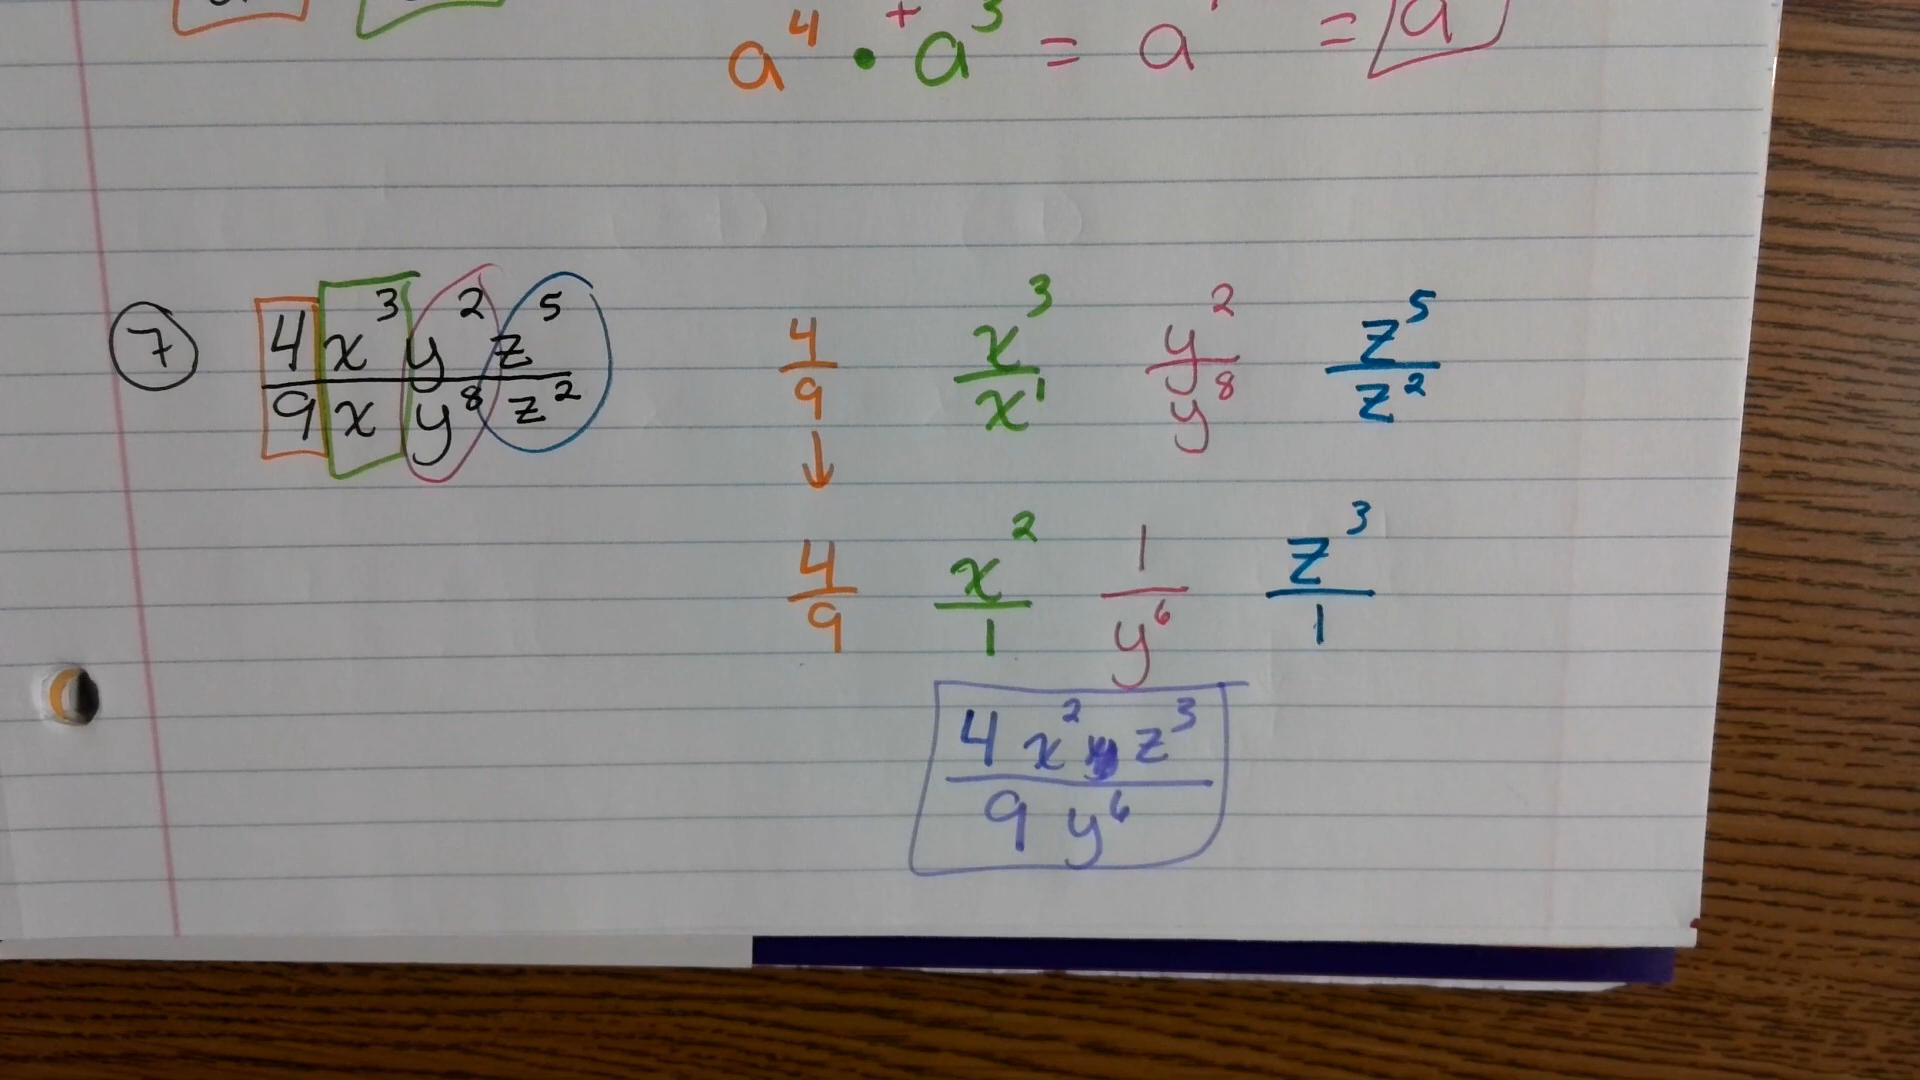 a⁴ • a³ = a = a
+
⑦ 4x³y²z⁵ / 9xy⁸z²
4/9 x³/x¹ y²/y⁸ z⁵/z²
↓
4/9 x²/1 1/y⁶ z³/1
4x²z³ / 9y⁶